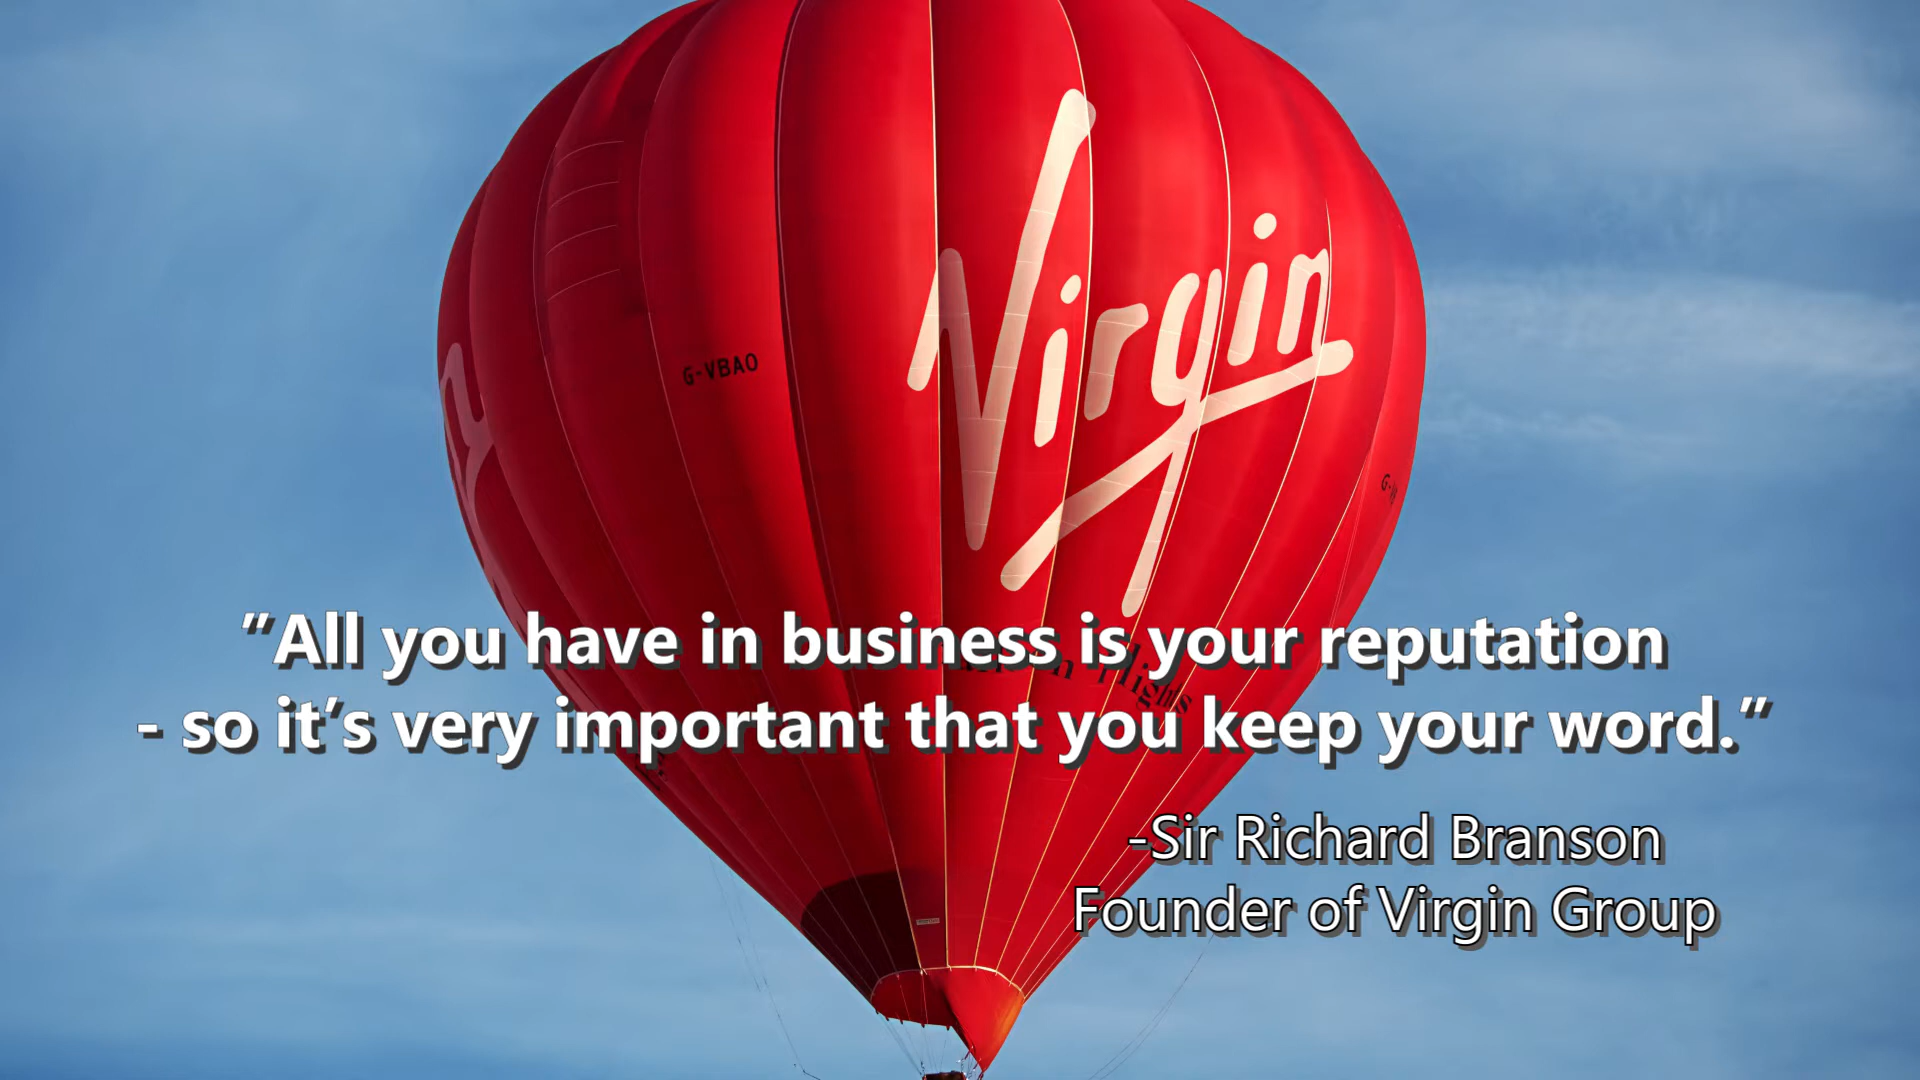 Virgin
G-VBAO
"All you have in business is your reputation
- so it's very important that you keep your word."
-Sir Richard Branson
Founder of Virgin Group